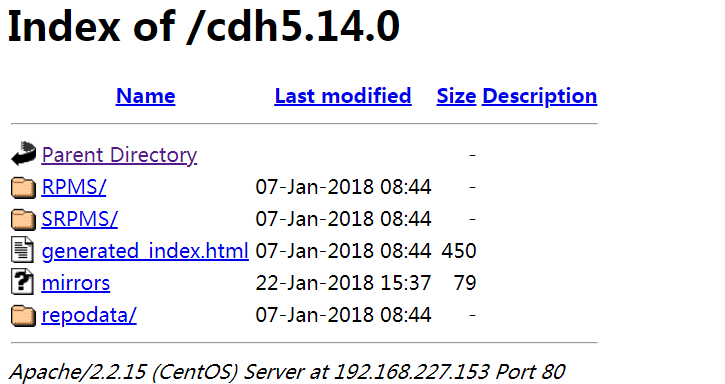 Index of /cdh5.14.0
Name Last modified Size Description
Parent Directory -
RPMS/ 07-Jan-2018 08:44 -
SRPMS/ 07-Jan-2018 08:44 -
generated_index.html 07-Jan-2018 08:44 450
mirrors 22-Jan-2018 15:37 79
repodata/ 07-Jan-2018 08:44 -
Apache/2.2.15 (CentOS) Server at 192.168.227.153 Port 80